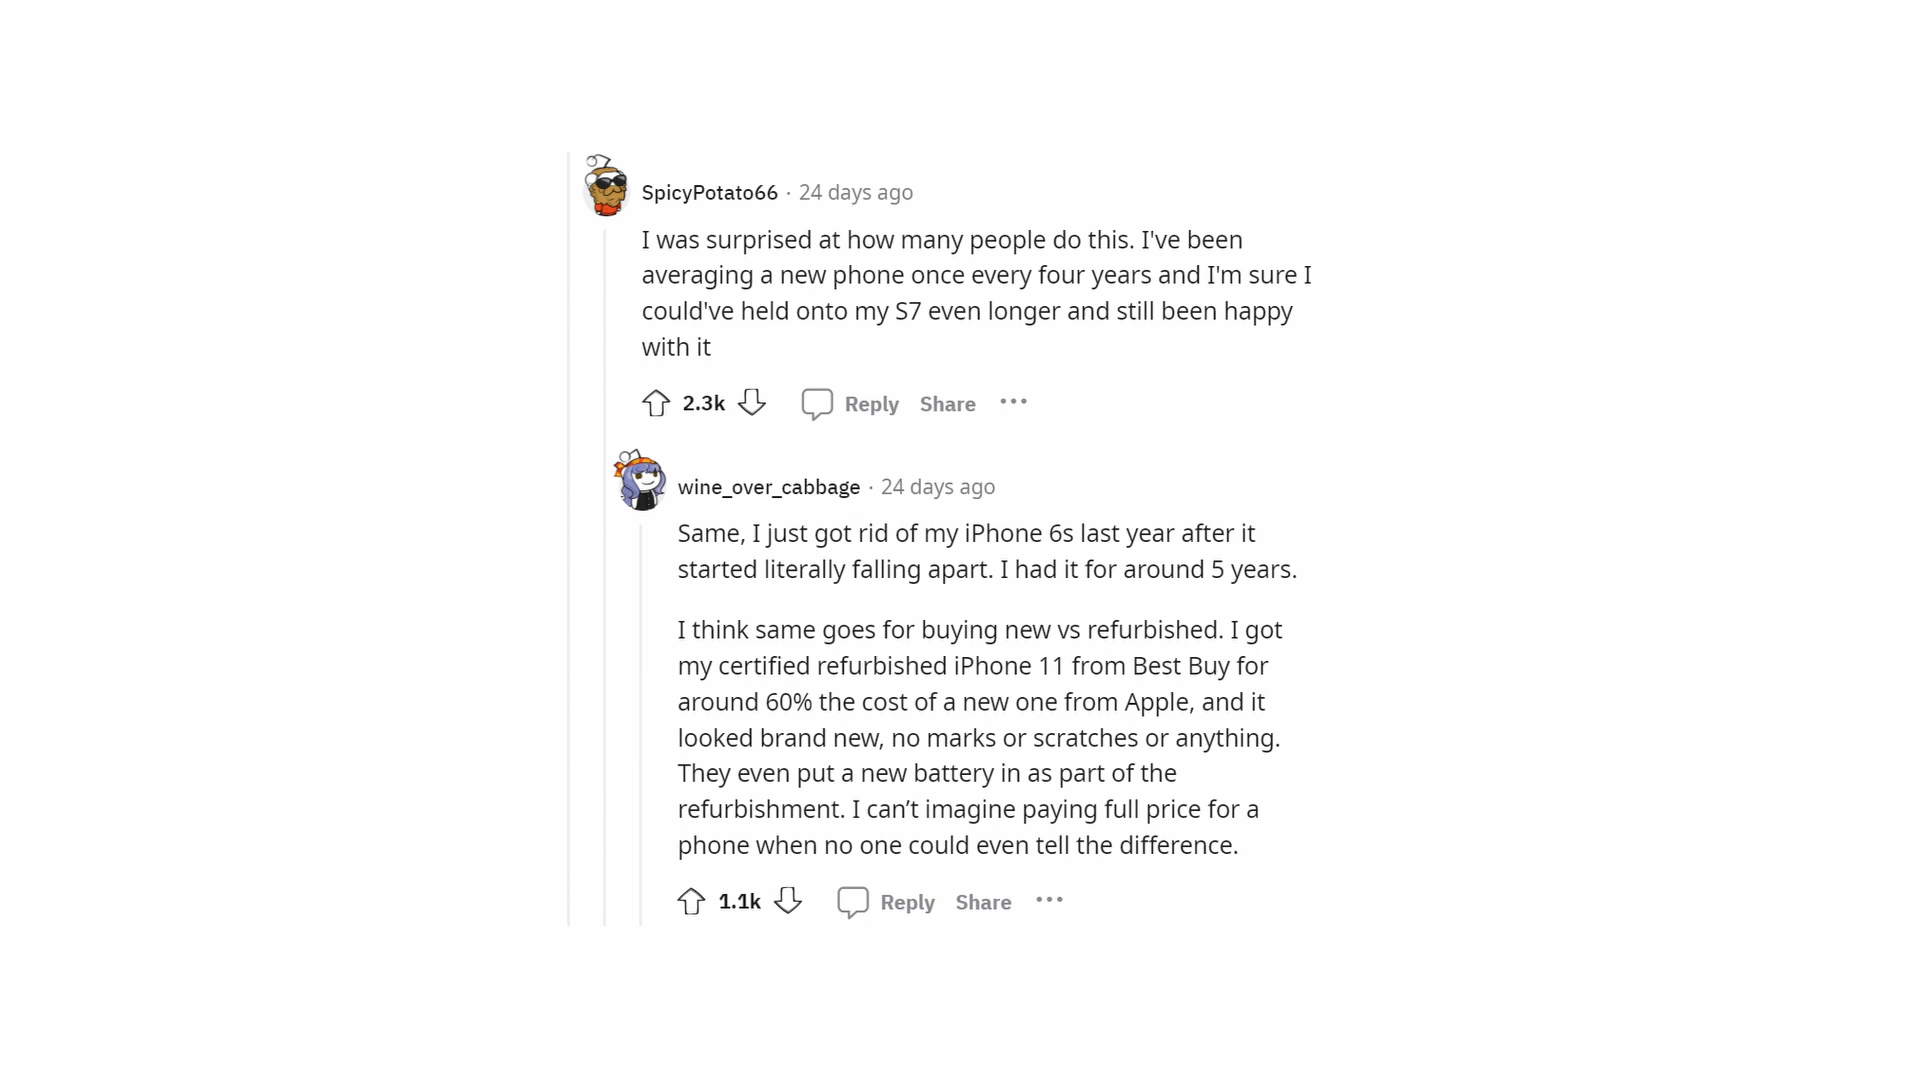 SpicyPotato66 · 24 days ago
I was surprised at how many people do this. I've been
averaging a new phone once every four years and I'm sure I
could've held onto my S7 even longer and still been happy
with it
2.3k Reply Share ···
wine_over_cabbage · 24 days ago
Same, I just got rid of my iPhone 6s last year after it
started literally falling apart. I had it for around 5 years.
I think same goes for buying new vs refurbished. I got
my certified refurbished iPhone 11 from Best Buy for
around 60% the cost of a new one from Apple, and it
looked brand new, no marks or scratches or anything.
They even put a new battery in as part of the
refurbishment. I can’t imagine paying full price for a
phone when no one could even tell the difference.
1.1k Reply Share ···